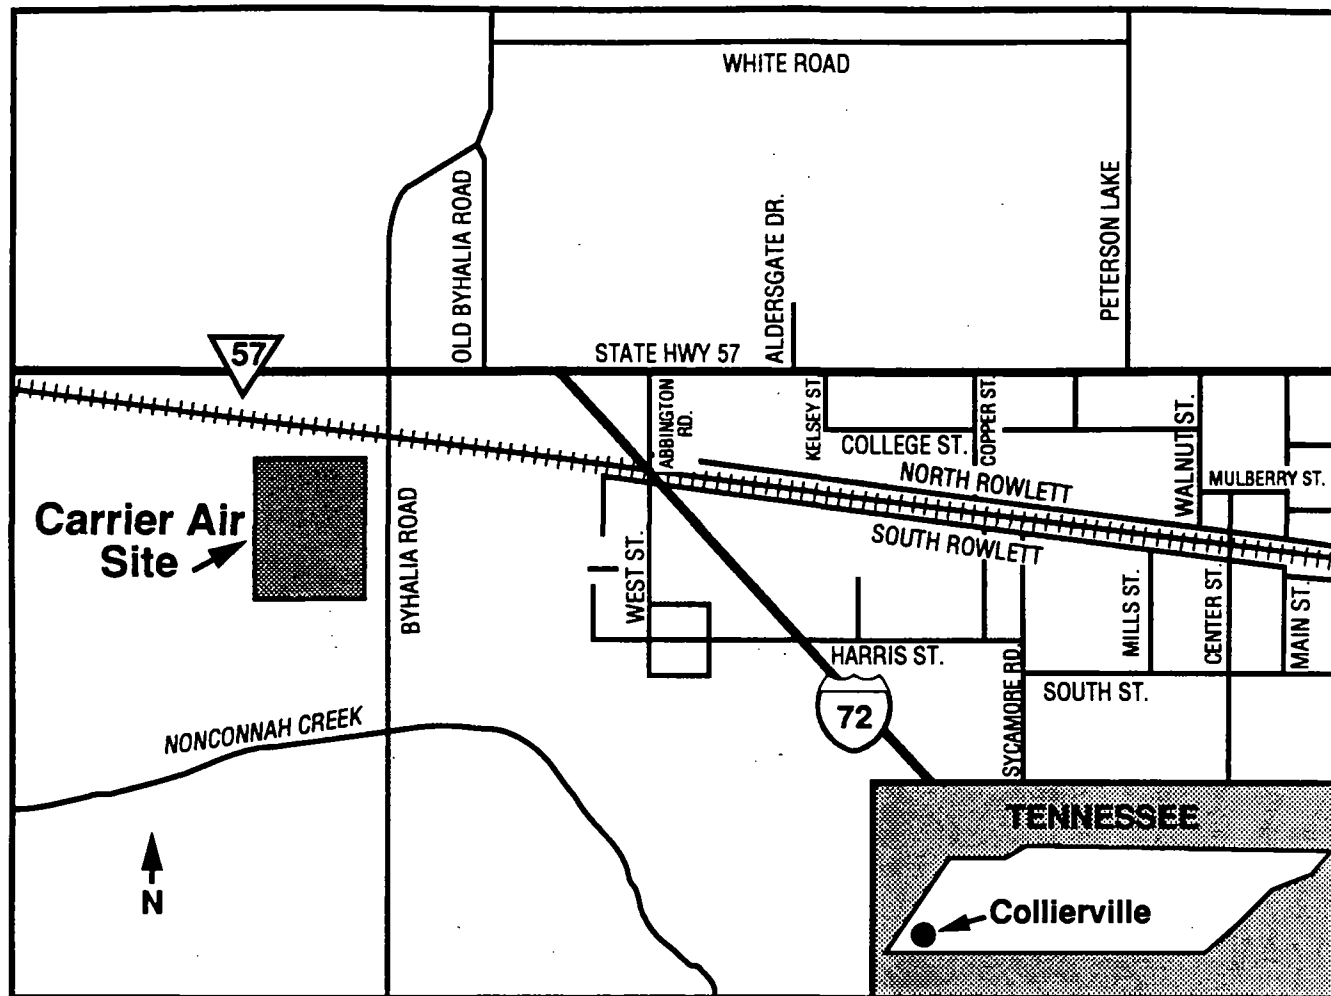 WHITE ROAD
OLD BYHALIA ROAD
ALDERSGATE DR.
PETERSON LAKE
57
STATE HWY 57
ABBINGTON
RD.
KELSEY ST
COLLEGE ST.
COPPER ST.
WALNUT ST.
MULBERRY ST.
NORTH ROWLETT
SOUTH ROWLETT
Carrier Air
Site
BYHALIA ROAD
WEST ST.
HARRIS ST.
SYCAMORE RD.
MILLS ST.
CENTER ST.
MAIN ST.
SOUTH ST.
72
NONCONNAH CREEK
N
TENNESSEE
Collierville